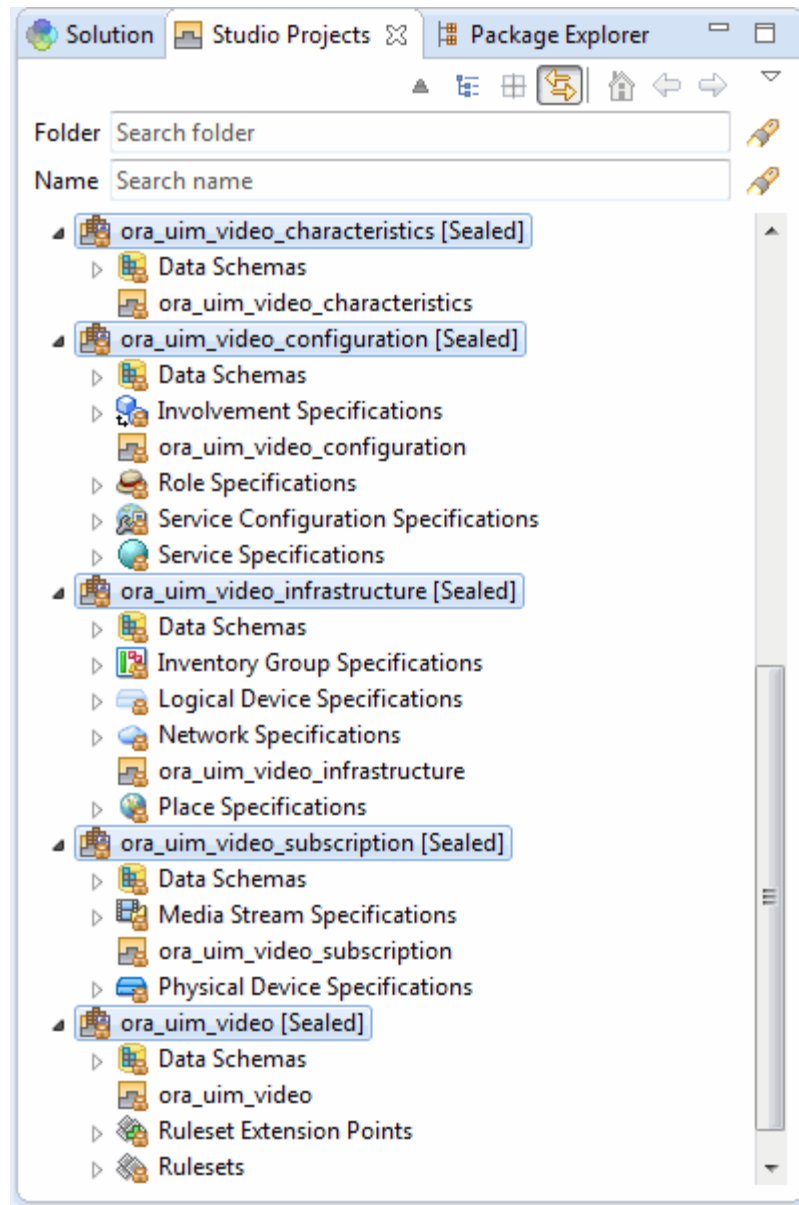 Solution Studio Projects Package Explorer
Folder Search folder
Name Search name
ora_uim_video_characteristics [Sealed]
Data Schemas
ora_uim_video_characteristics
ora_uim_video_configuration [Sealed]
Data Schemas
Involvement Specifications
ora_uim_video_configuration
Role Specifications
Service Configuration Specifications
Service Specifications
ora_uim_video_infrastructure [Sealed]
Data Schemas
Inventory Group Specifications
Logical Device Specifications
Network Specifications
ora_uim_video_infrastructure
Place Specifications
ora_uim_video_subscription [Sealed]
Data Schemas
Media Stream Specifications
ora_uim_video_subscription
Physical Device Specifications
ora_uim_video [Sealed]
Data Schemas
ora_uim_video
Ruleset Extension Points
Rulesets